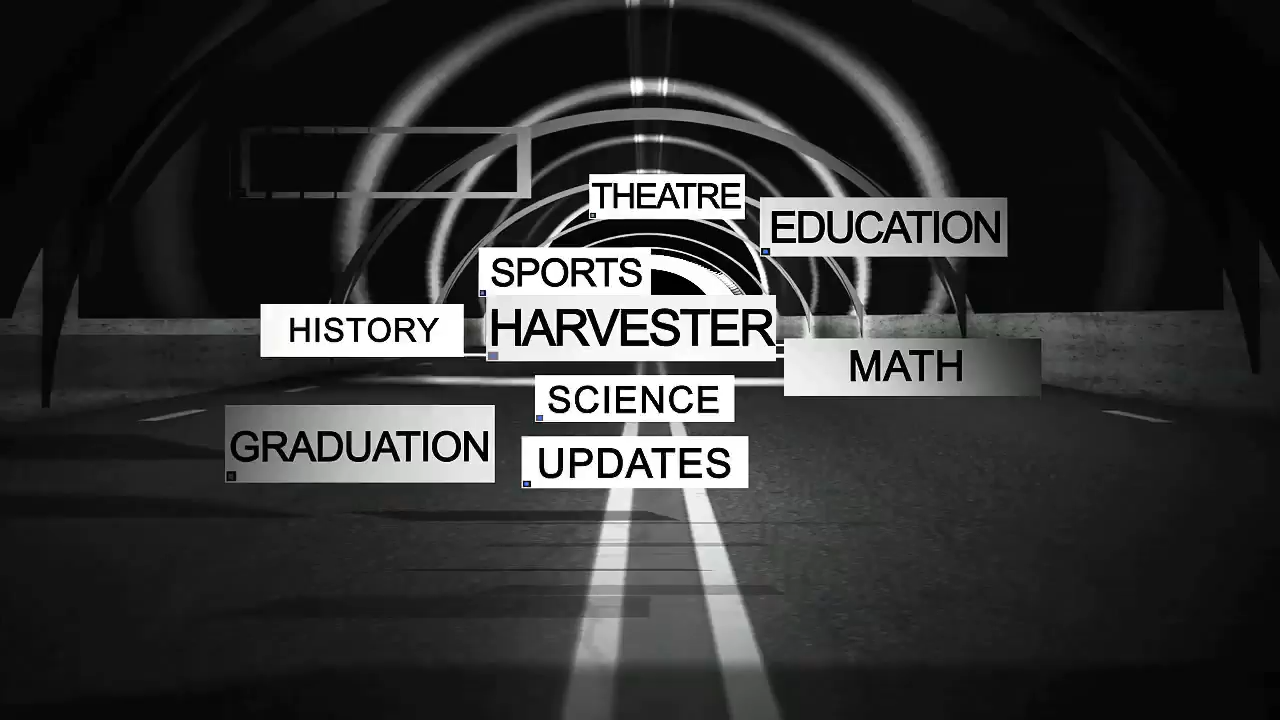 THEATRE
EDUCATION
SPORTS
HISTORY
HARVESTER
MATH
SCIENCE
GRADUATION
UPDATES